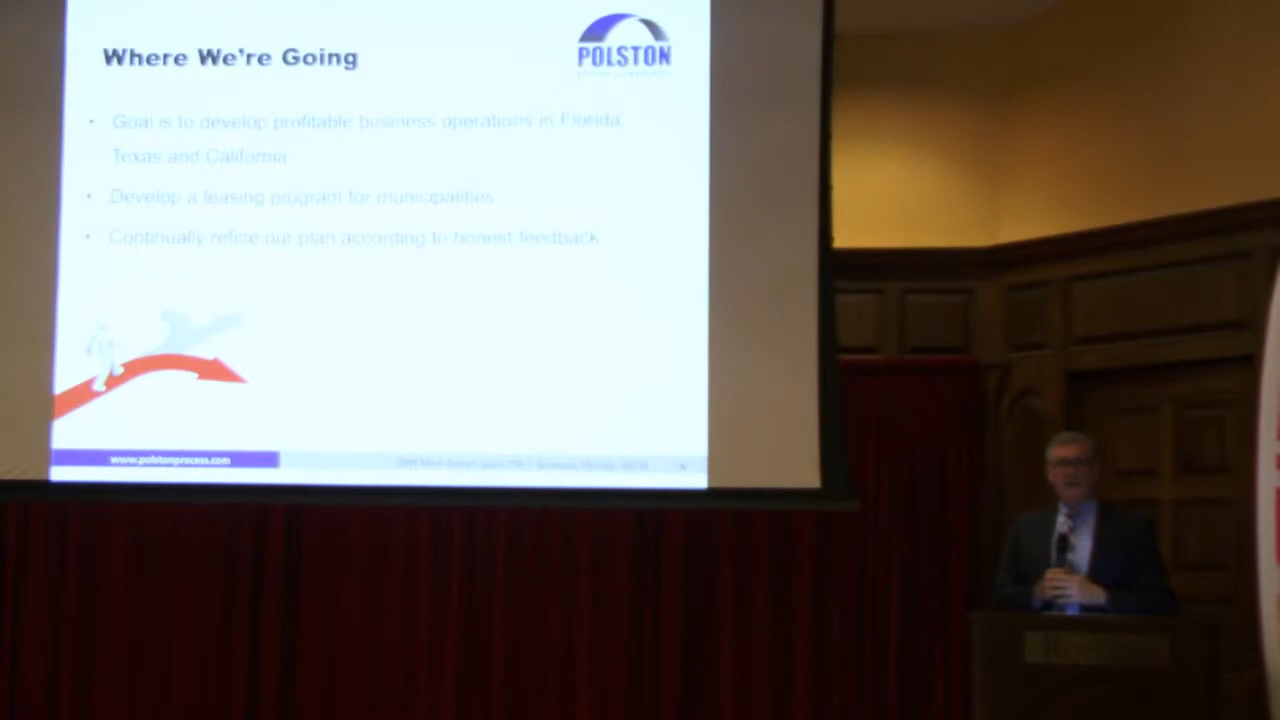 Where We're Going
POLSTON
• Goal is to develop profitable business operations in Florida,
Texas and California
• Develop a leasing program for municipalities
• Continually refine our plan according to honest feedback
www.polstonprocess.com